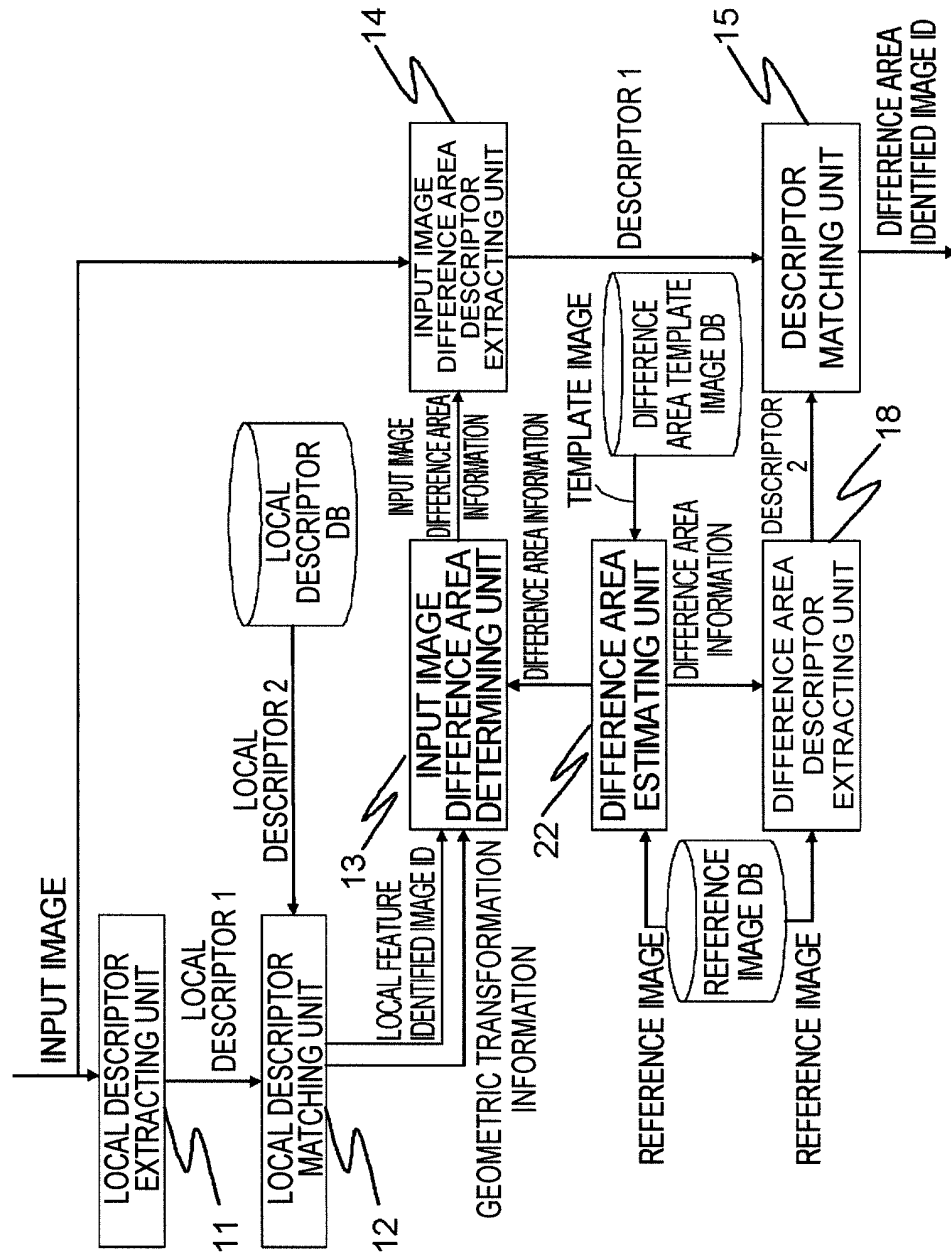 INPUT IMAGE
LOCAL DESCRIPTOR
EXTRACTING UNIT
11
LOCAL
DESCRIPTOR 1
LOCAL DESCRIPTOR
MATCHING UNIT
12
LOCAL
DESCRIPTOR 2
LOCAL
DESCRIPTOR
DB
LOCAL FEATURE
IDENTIFIED IMAGE ID
GEOMETRIC TRANSFORMATION
INFORMATION
13
INPUT IMAGE
DIFFERENCE AREA
DETERMINING UNIT
INPUT IMAGE
DIFFERENCE AREA
INFORMATION
INPUT IMAGE
DIFFERENCE AREA
DESCRIPTOR
EXTRACTING UNIT
14
DIFFERENCE AREA INFORMATION
TEMPLATE IMAGE
DIFFERENCE
AREA TEMPLATE
IMAGE DB
DESCRIPTOR 1
22
DIFFERENCE AREA
ESTIMATING UNIT
DIFFERENCE AREA
INFORMATION
REFERENCE IMAGE
REFERENCE
IMAGE DB
REFERENCE IMAGE
DIFFERENCE AREA
DESCRIPTOR
EXTRACTING UNIT
18
DESCRIPTOR
2
DESCRIPTOR
MATCHING UNIT
15
DIFFERENCE AREA
IDENTIFIED IMAGE ID